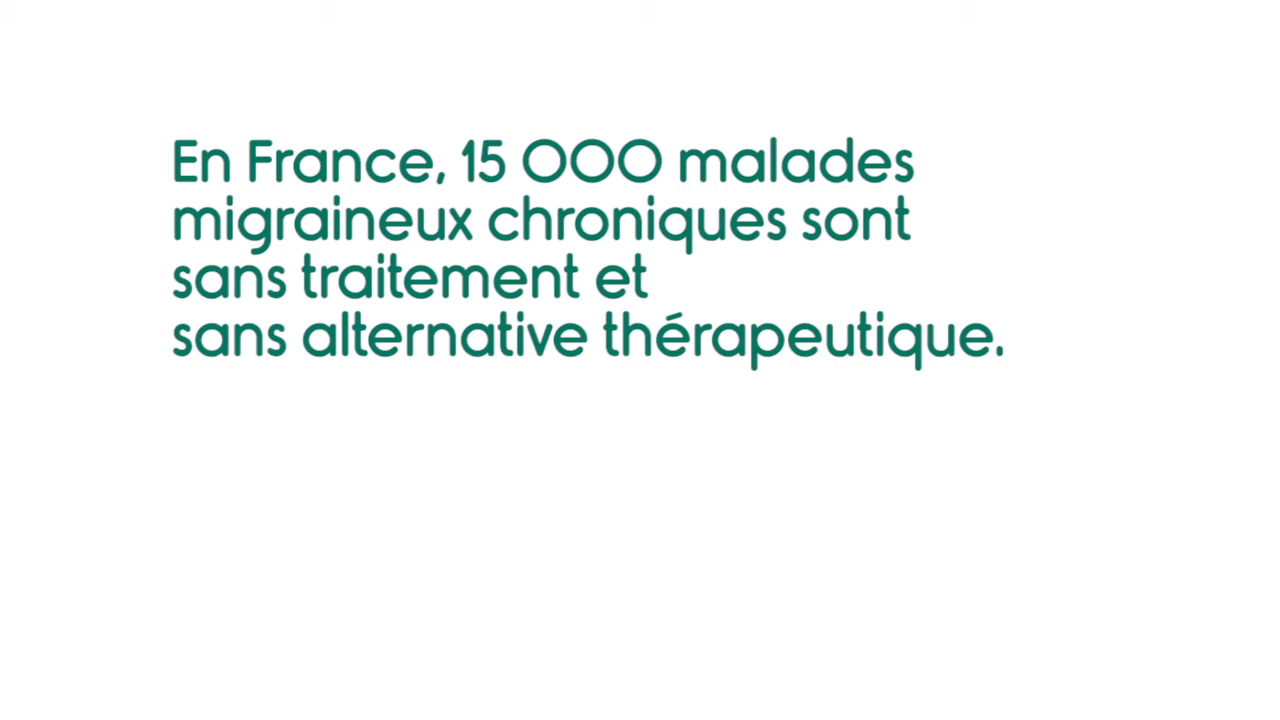 En France, 15 000 malades
migraineux chroniques sont
sans traitement et
sans alternative thérapeutique.